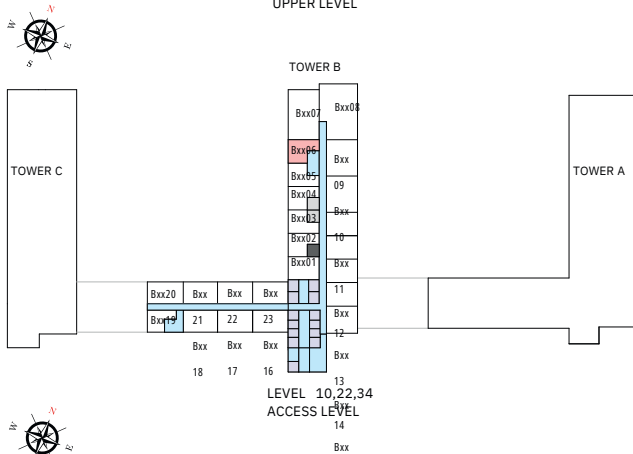 UPPER LEVEL
N
W
E
S
TOWER B
Bxx07
Bxx08
Bxx06
Bxx
09
TOWER C
TOWER A
Bxx05
Bxx04
Bxx03
Bxx
10
Bxx02
Bxx01
Bxx
11
Bxx20
Bxx
Bxx
Bxx
Bxx19
21
22
23
Bxx
12
Bxx
Bxx
Bxx
18
17
16
Bxx
13
LEVEL 10,22,34
ACCESS LEVEL
Bxx
14
Bxx
N
W
E